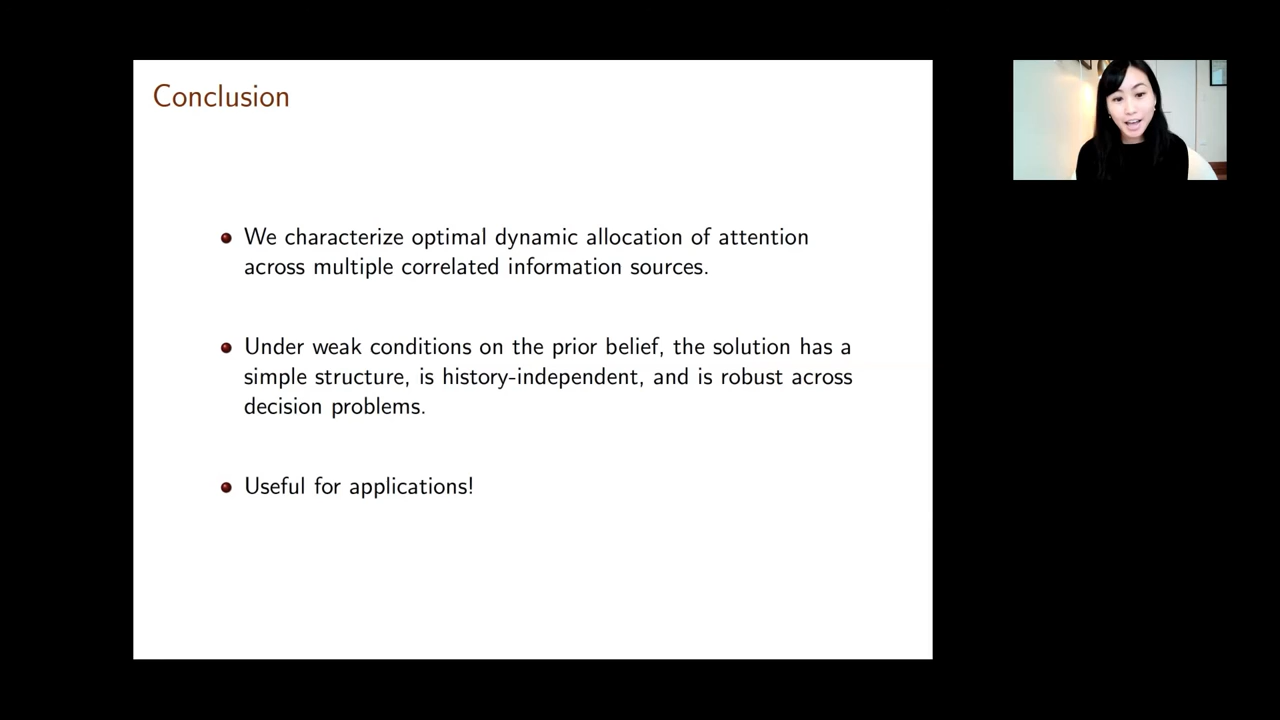 Conclusion
We characterize optimal dynamic allocation of attention
across multiple correlated information sources.
Under weak conditions on the prior belief, the solution has a
simple structure, is history-independent, and is robust across
decision problems.
Useful for applications!